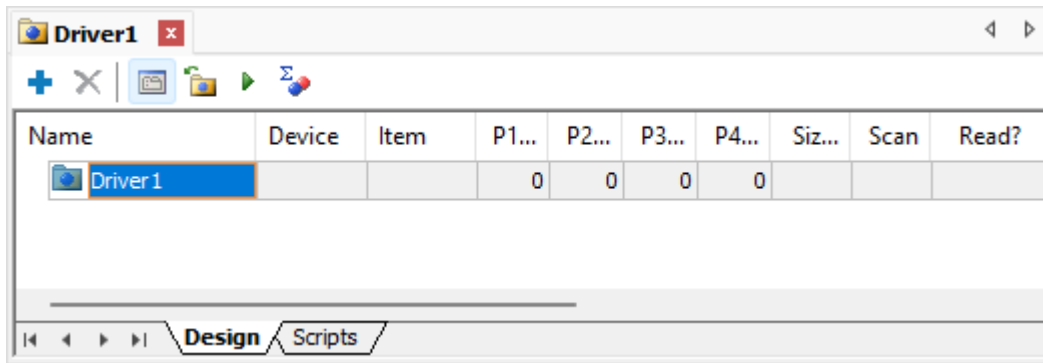 Driver1
Name Device Item P1... P2... P3... P4... Siz... Scan Read?
Driver1 0 0 0 0
Design Scripts